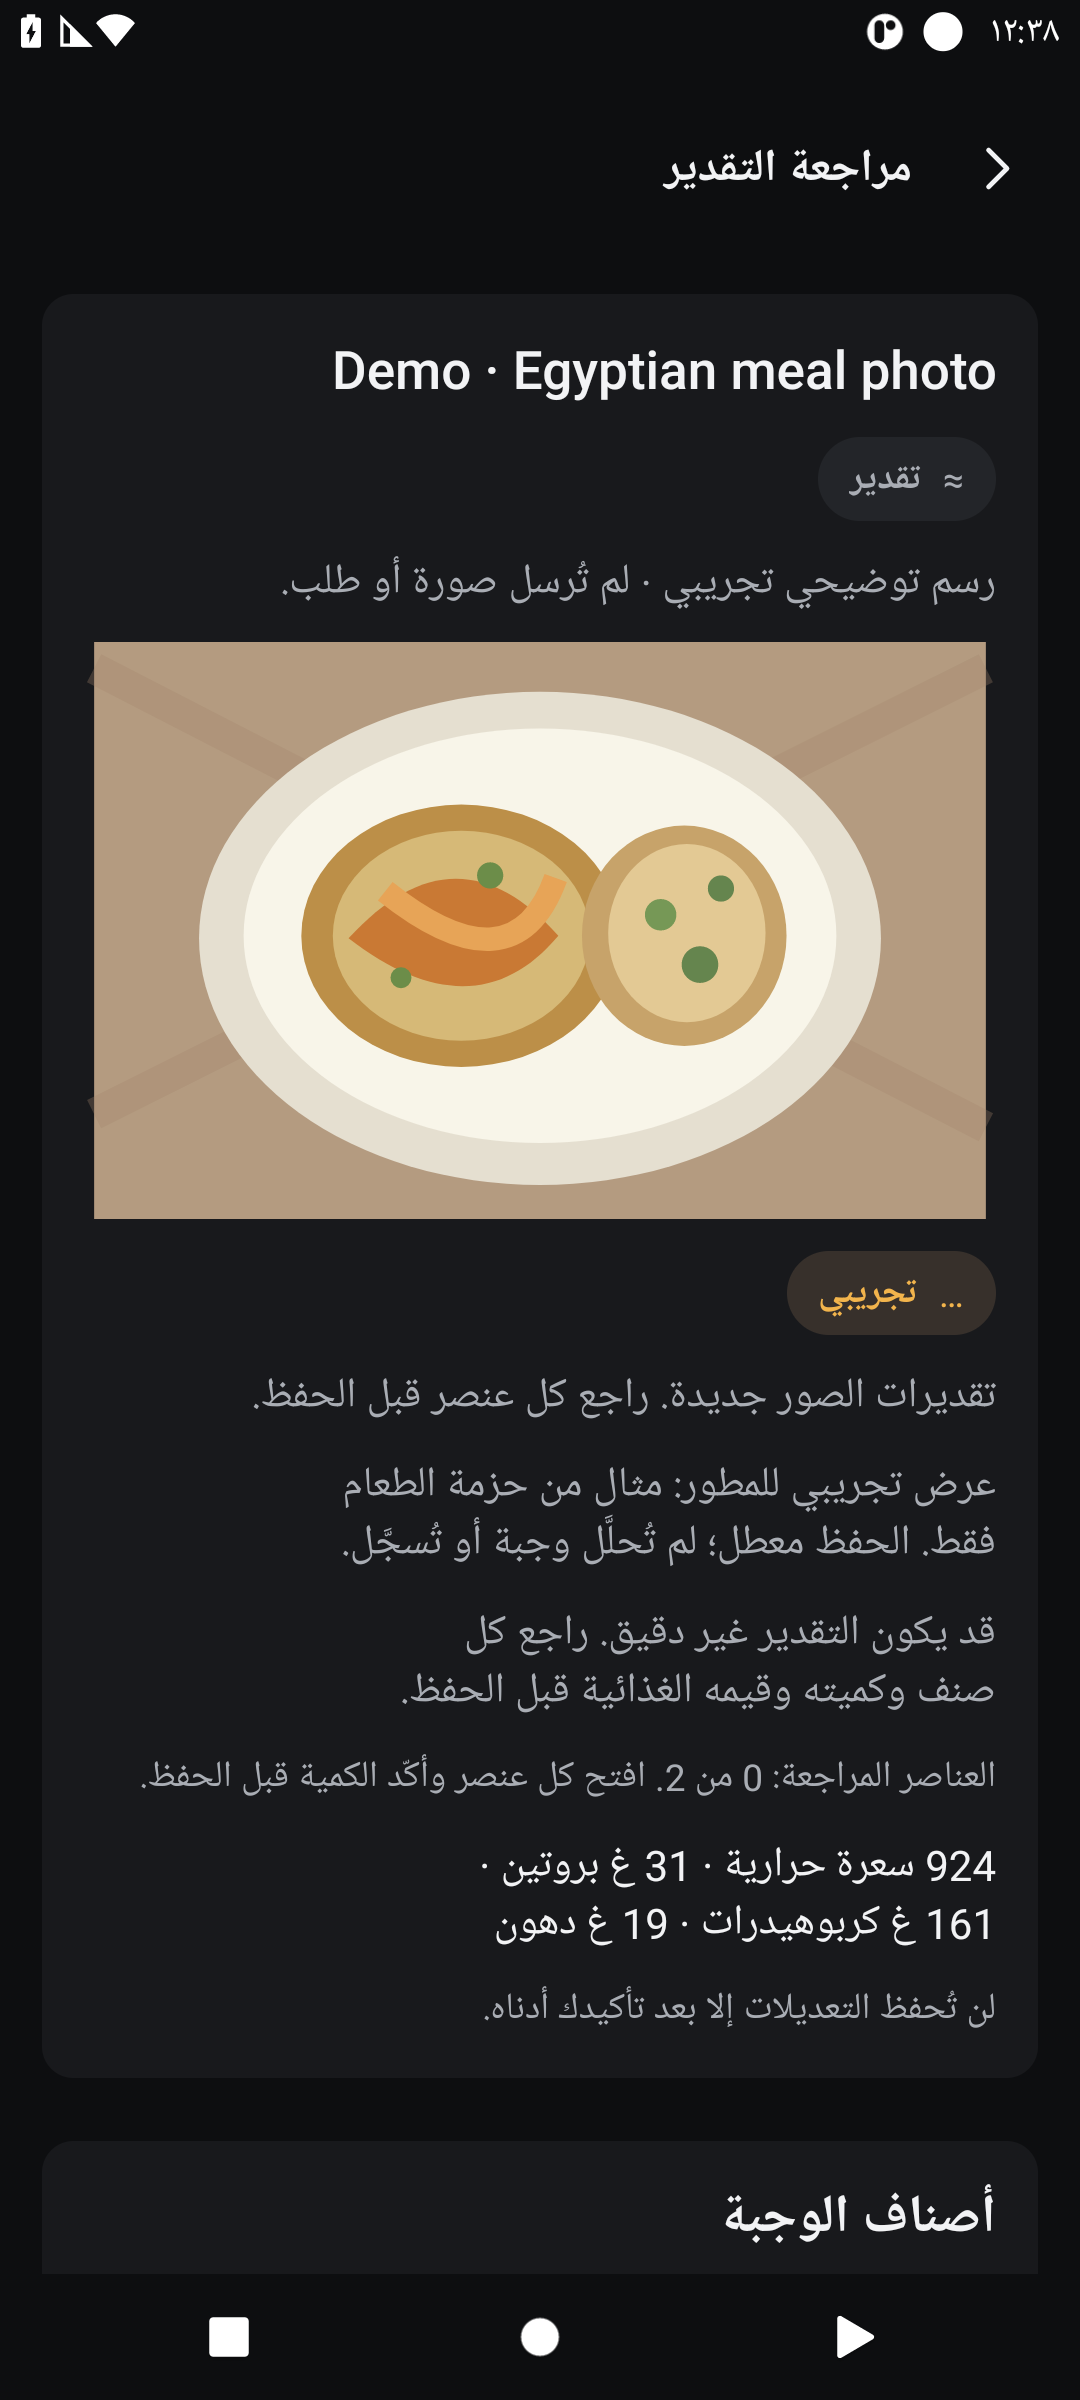 ١٢:٣٨
مراجعة التقدير
Demo · Egyptian meal photo
≈ تقدير
رسم توضيحي تجريبي · لم تُرسل صورة أو طلب.
… تجريبي
تقديرات الصور جديدة. راجع كل عنصر قبل الحفظ.
عرض تجريبي للمطور: مثال من حزمة الطعام
فقط. الحفظ معطل؛ لم تُحلَّل وجبة أو تُسجَّل.
قد يكون التقدير غير دقيق. راجع كل
صنف وكميته وقيمه الغذائية قبل الحفظ.
العناصر المراجعة: 0 من 2. افتح كل عنصر وأكّد الكمية قبل الحفظ.
924 سعرة حرارية · 31 غ بروتين ·
161 غ كربوهيدرات · 19 غ دهون
لن تُحفظ التعديلات إلا بعد تأكيدك أدناه.
أصناف الوجبة